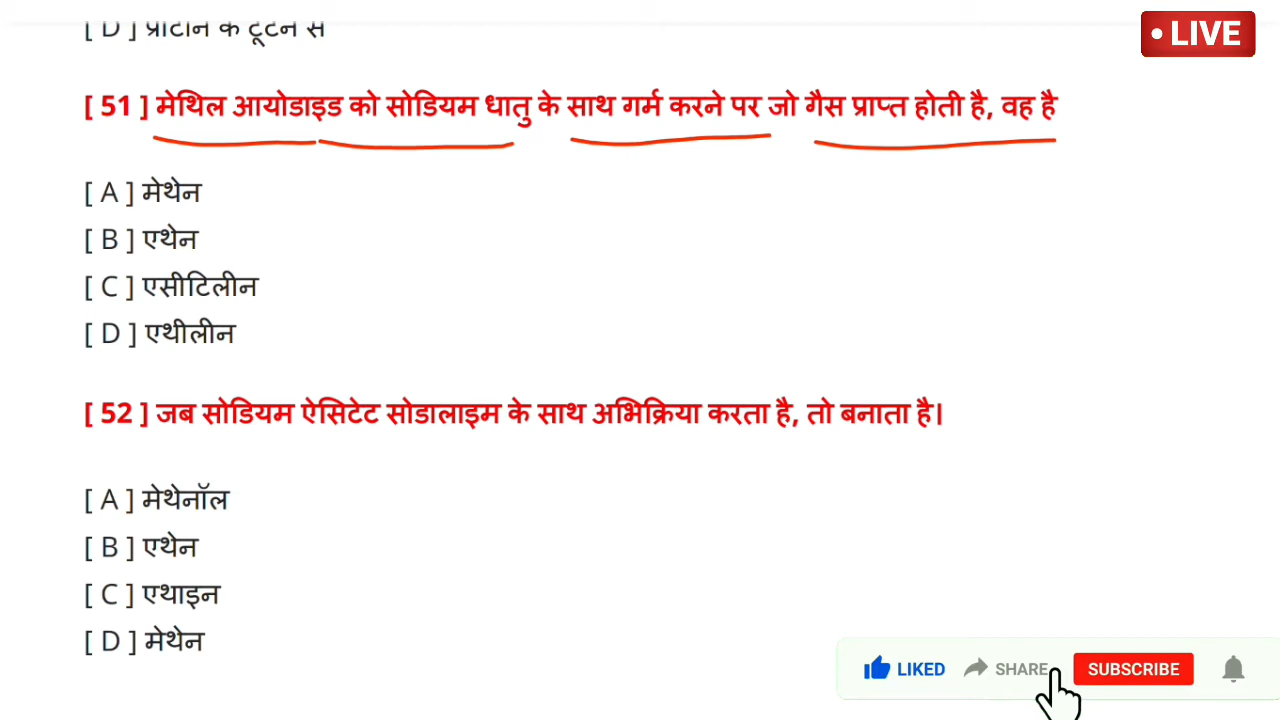 [ D ] प्रोटीन के टूटने से
• LIVE
[ 51 ] मेथिल आयोडाइड को सोडियम धातु के साथ गर्म करने पर जो गैस प्राप्त होती है, वह है
[ A ] मेथेन
[ B ] एथेन
[ C ] एसीटिलीन
[ D ] एथीलीन
[ 52 ] जब सोडियम ऐसिटेट सोडालाइम के साथ अभिक्रिया करता है, तो बनाता है।
[ A ] मेथेनॉल
[ B ] एथेन
[ C ] एथाइन
[ D ] मेथेन
LIKED SHARE SUBSCRIBE